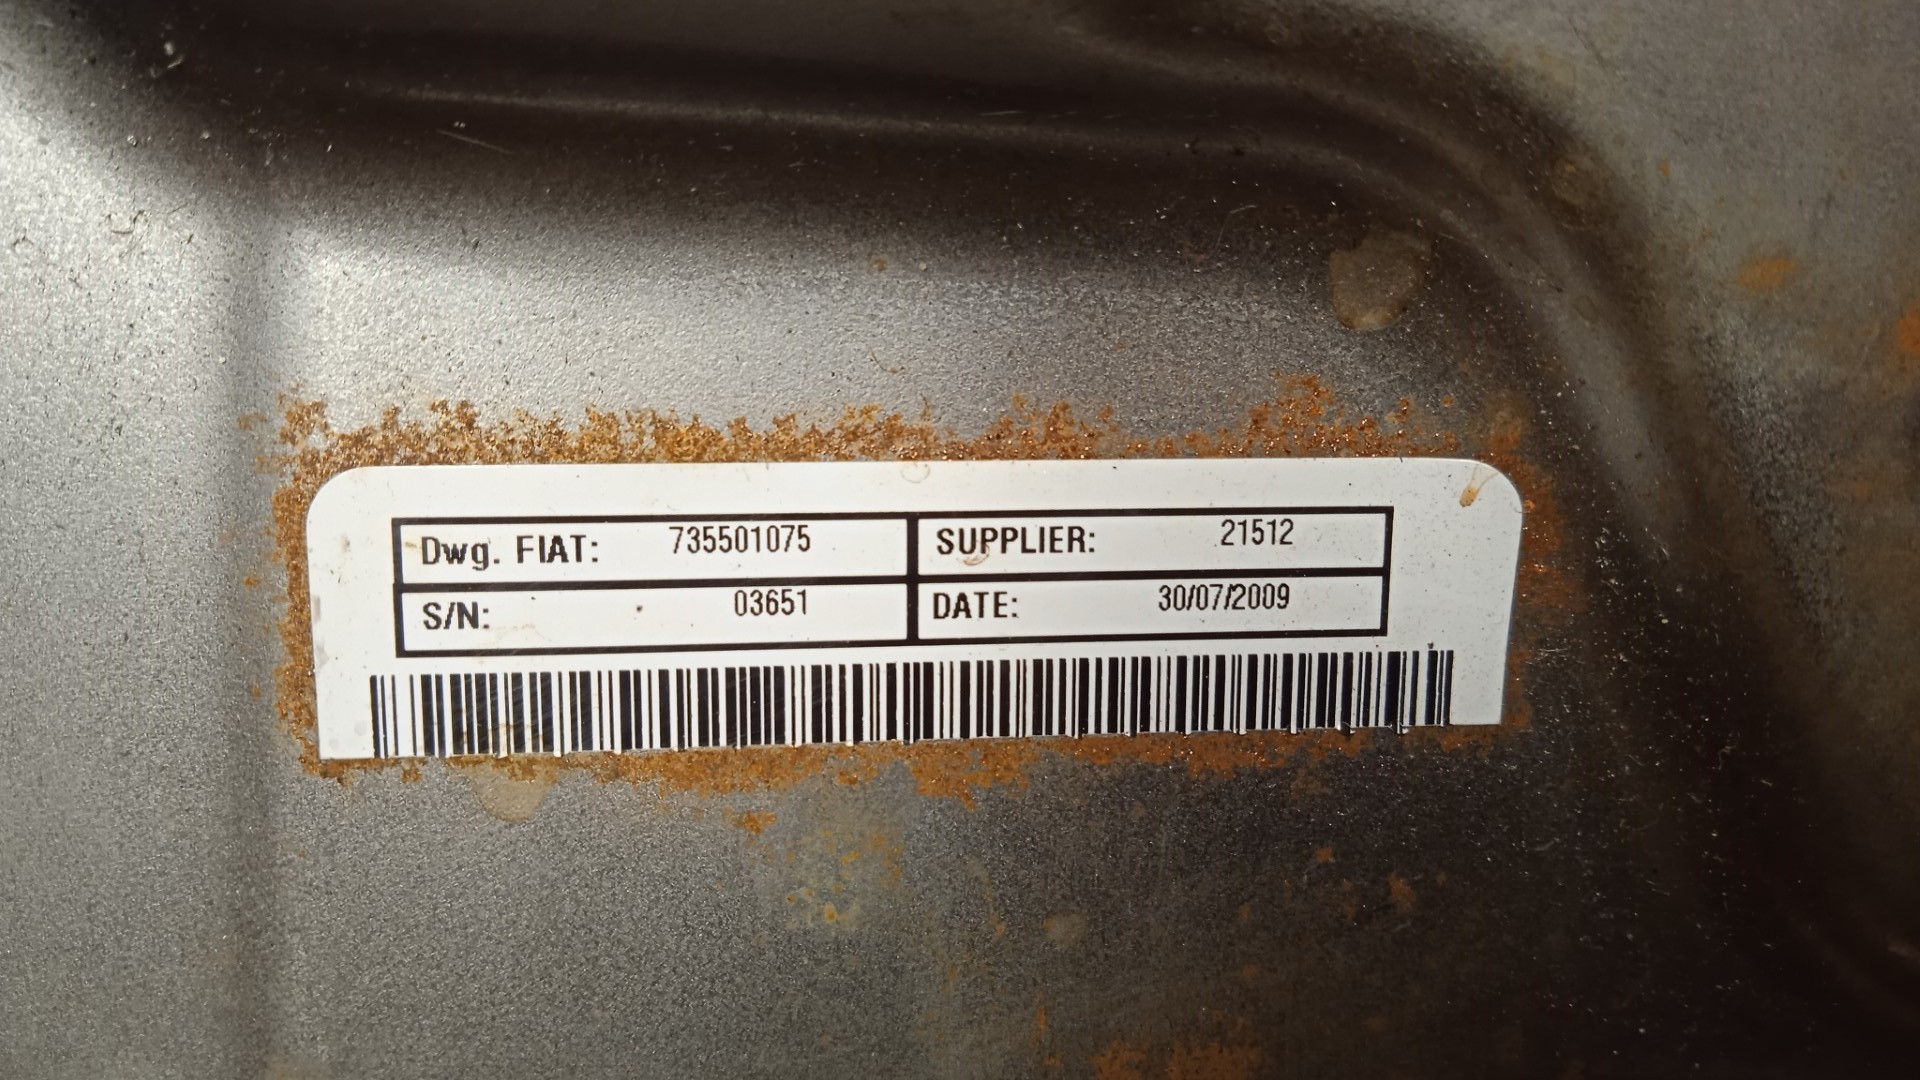 Dwg. FIAT: 735501075 SUPPLIER: 21512
S/N: 03651 DATE: 30/07/2009